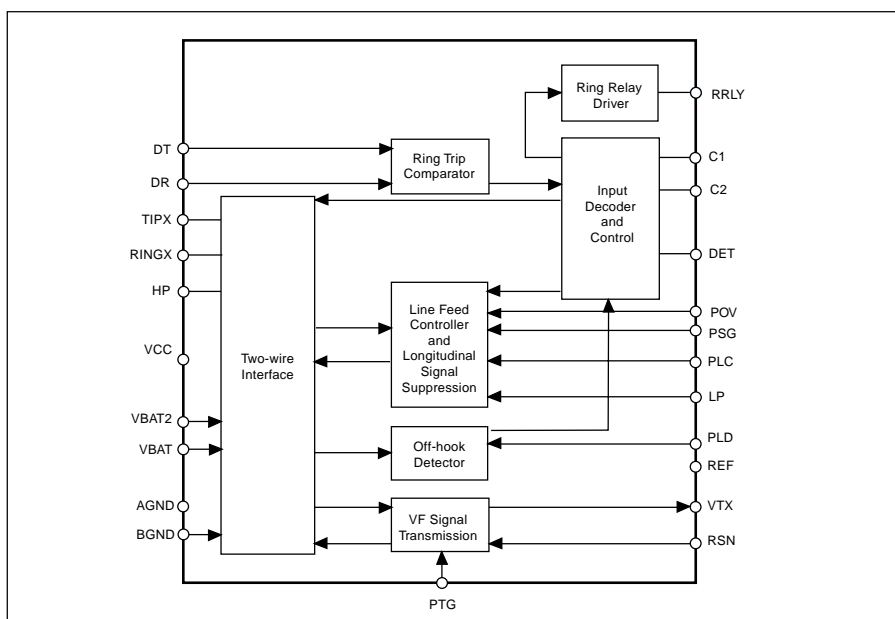 Ring Relay
Driver
RRLY
DT
DR
TIPX
RINGX
HP
VCC
VBAT2
VBAT
AGND
BGND
Ring Trip
Comparator
Input
Decoder
and
Control
C1
C2
DET
Two-wire
Interface
Line Feed
Controller
and
Longitudinal
Signal
Suppression
POV
PSG
PLC
LP
Off-hook
Detector
PLD
REF
VF Signal
Transmission
VTX
RSN
PTG